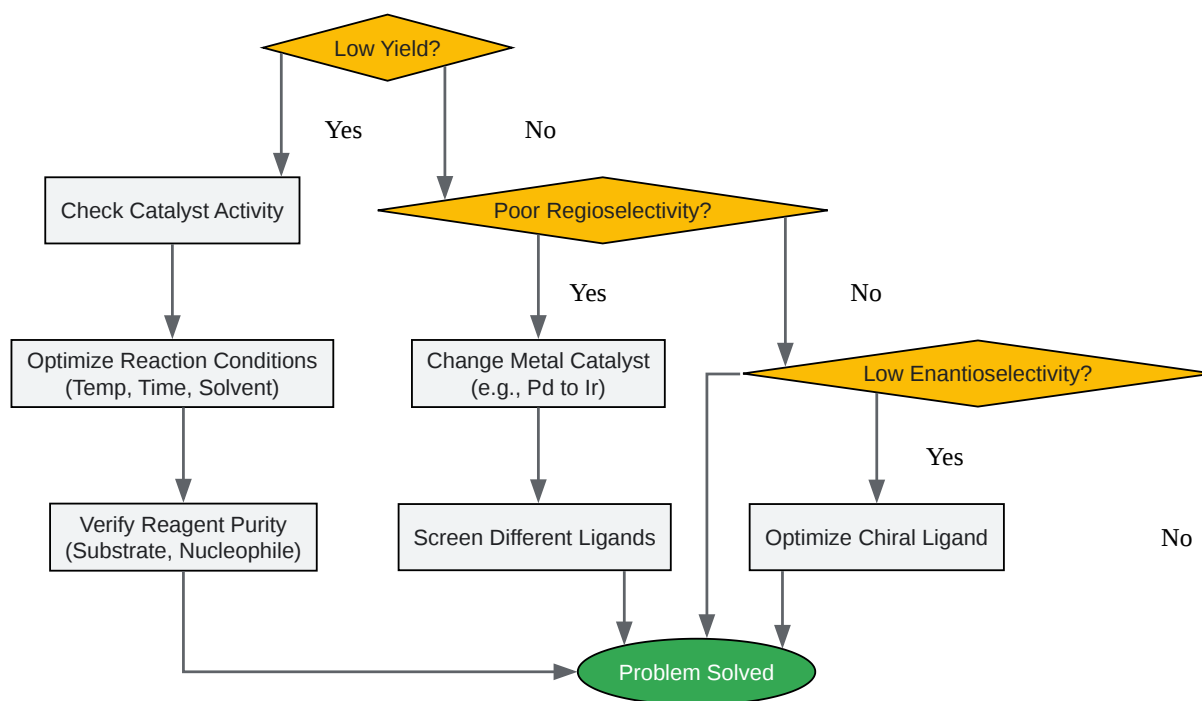 Low Yield?
Yes
No
Check Catalyst Activity
Poor Regioselectivity?
Yes
No
Optimize Reaction Conditions
(Temp, Time, Solvent)
Change Metal Catalyst
(e.g., Pd to Ir)
Low Enantioselectivity?
Yes
Verify Reagent Purity
(Substrate, Nucleophile)
Screen Different Ligands
Optimize Chiral Ligand
No
Problem Solved